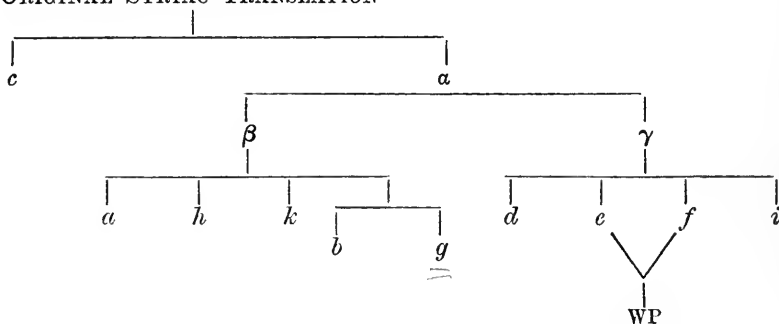 ORIGINAL SYRIAC TRANSLATION
c α
β γ
a h k d e f i
b g
WP